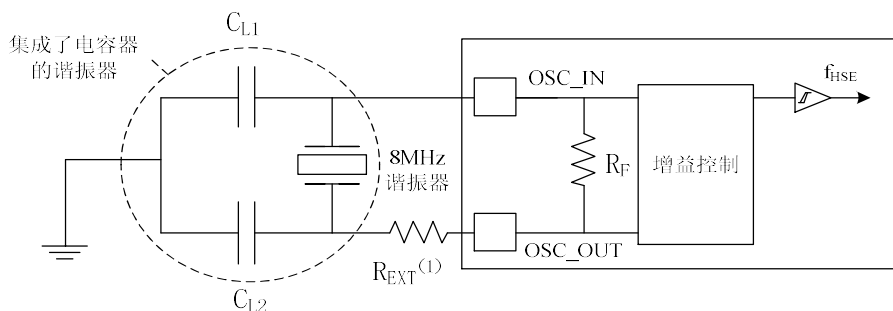 集成了电容器
的谐振器
C_L1
OSC_IN
f_HSE
8MHz
谐振器
R_F
增益控制
R_EXT^(1)
OSC_OUT
C_L2